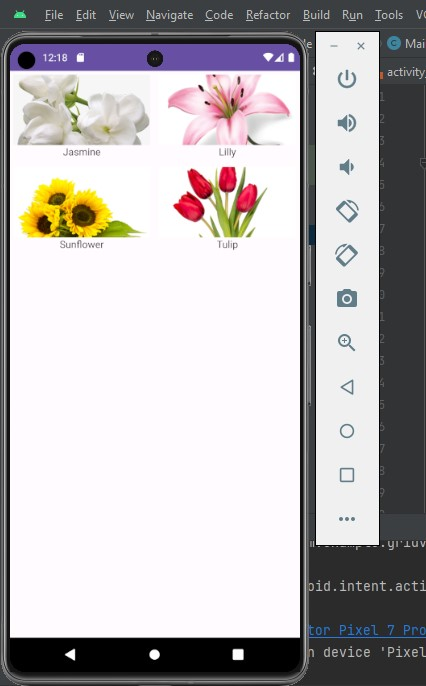 File Edit View Navigate Code Refactor Build Run Tools
12:18
Mai
activity
Jasmine Lilly
Sunflower Tulip
oid.intent.acti
tor Pixel 7 Pro
n device 'Pixel